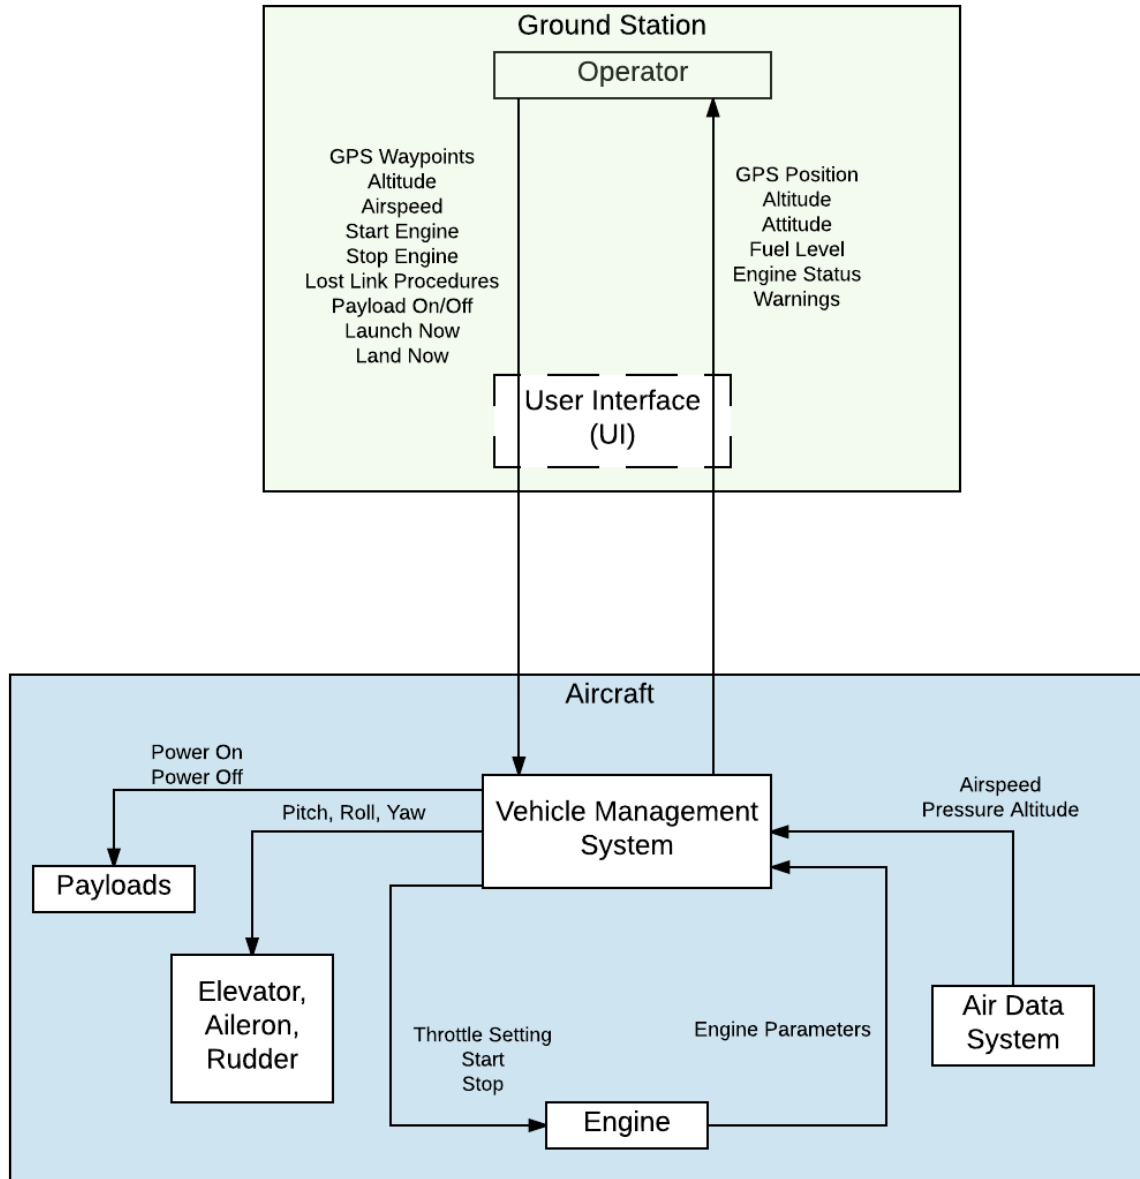 Ground Station
Operator
GPS Waypoints
Altitude
Airspeed
Start Engine
Stop Engine
Lost Link Procedures
Payload On/Off
Launch Now
Land Now
GPS Position
Altitude
Attitude
Fuel Level
Engine Status
Warnings
User Interface
(UI)
Aircraft
Power On
Power Off
Pitch, Roll, Yaw
Vehicle Management
System
Airspeed
Pressure Altitude
Payloads
Elevator,
Aileron,
Rudder
Throttle Setting
Start
Stop
Engine Parameters
Air Data
System
Engine